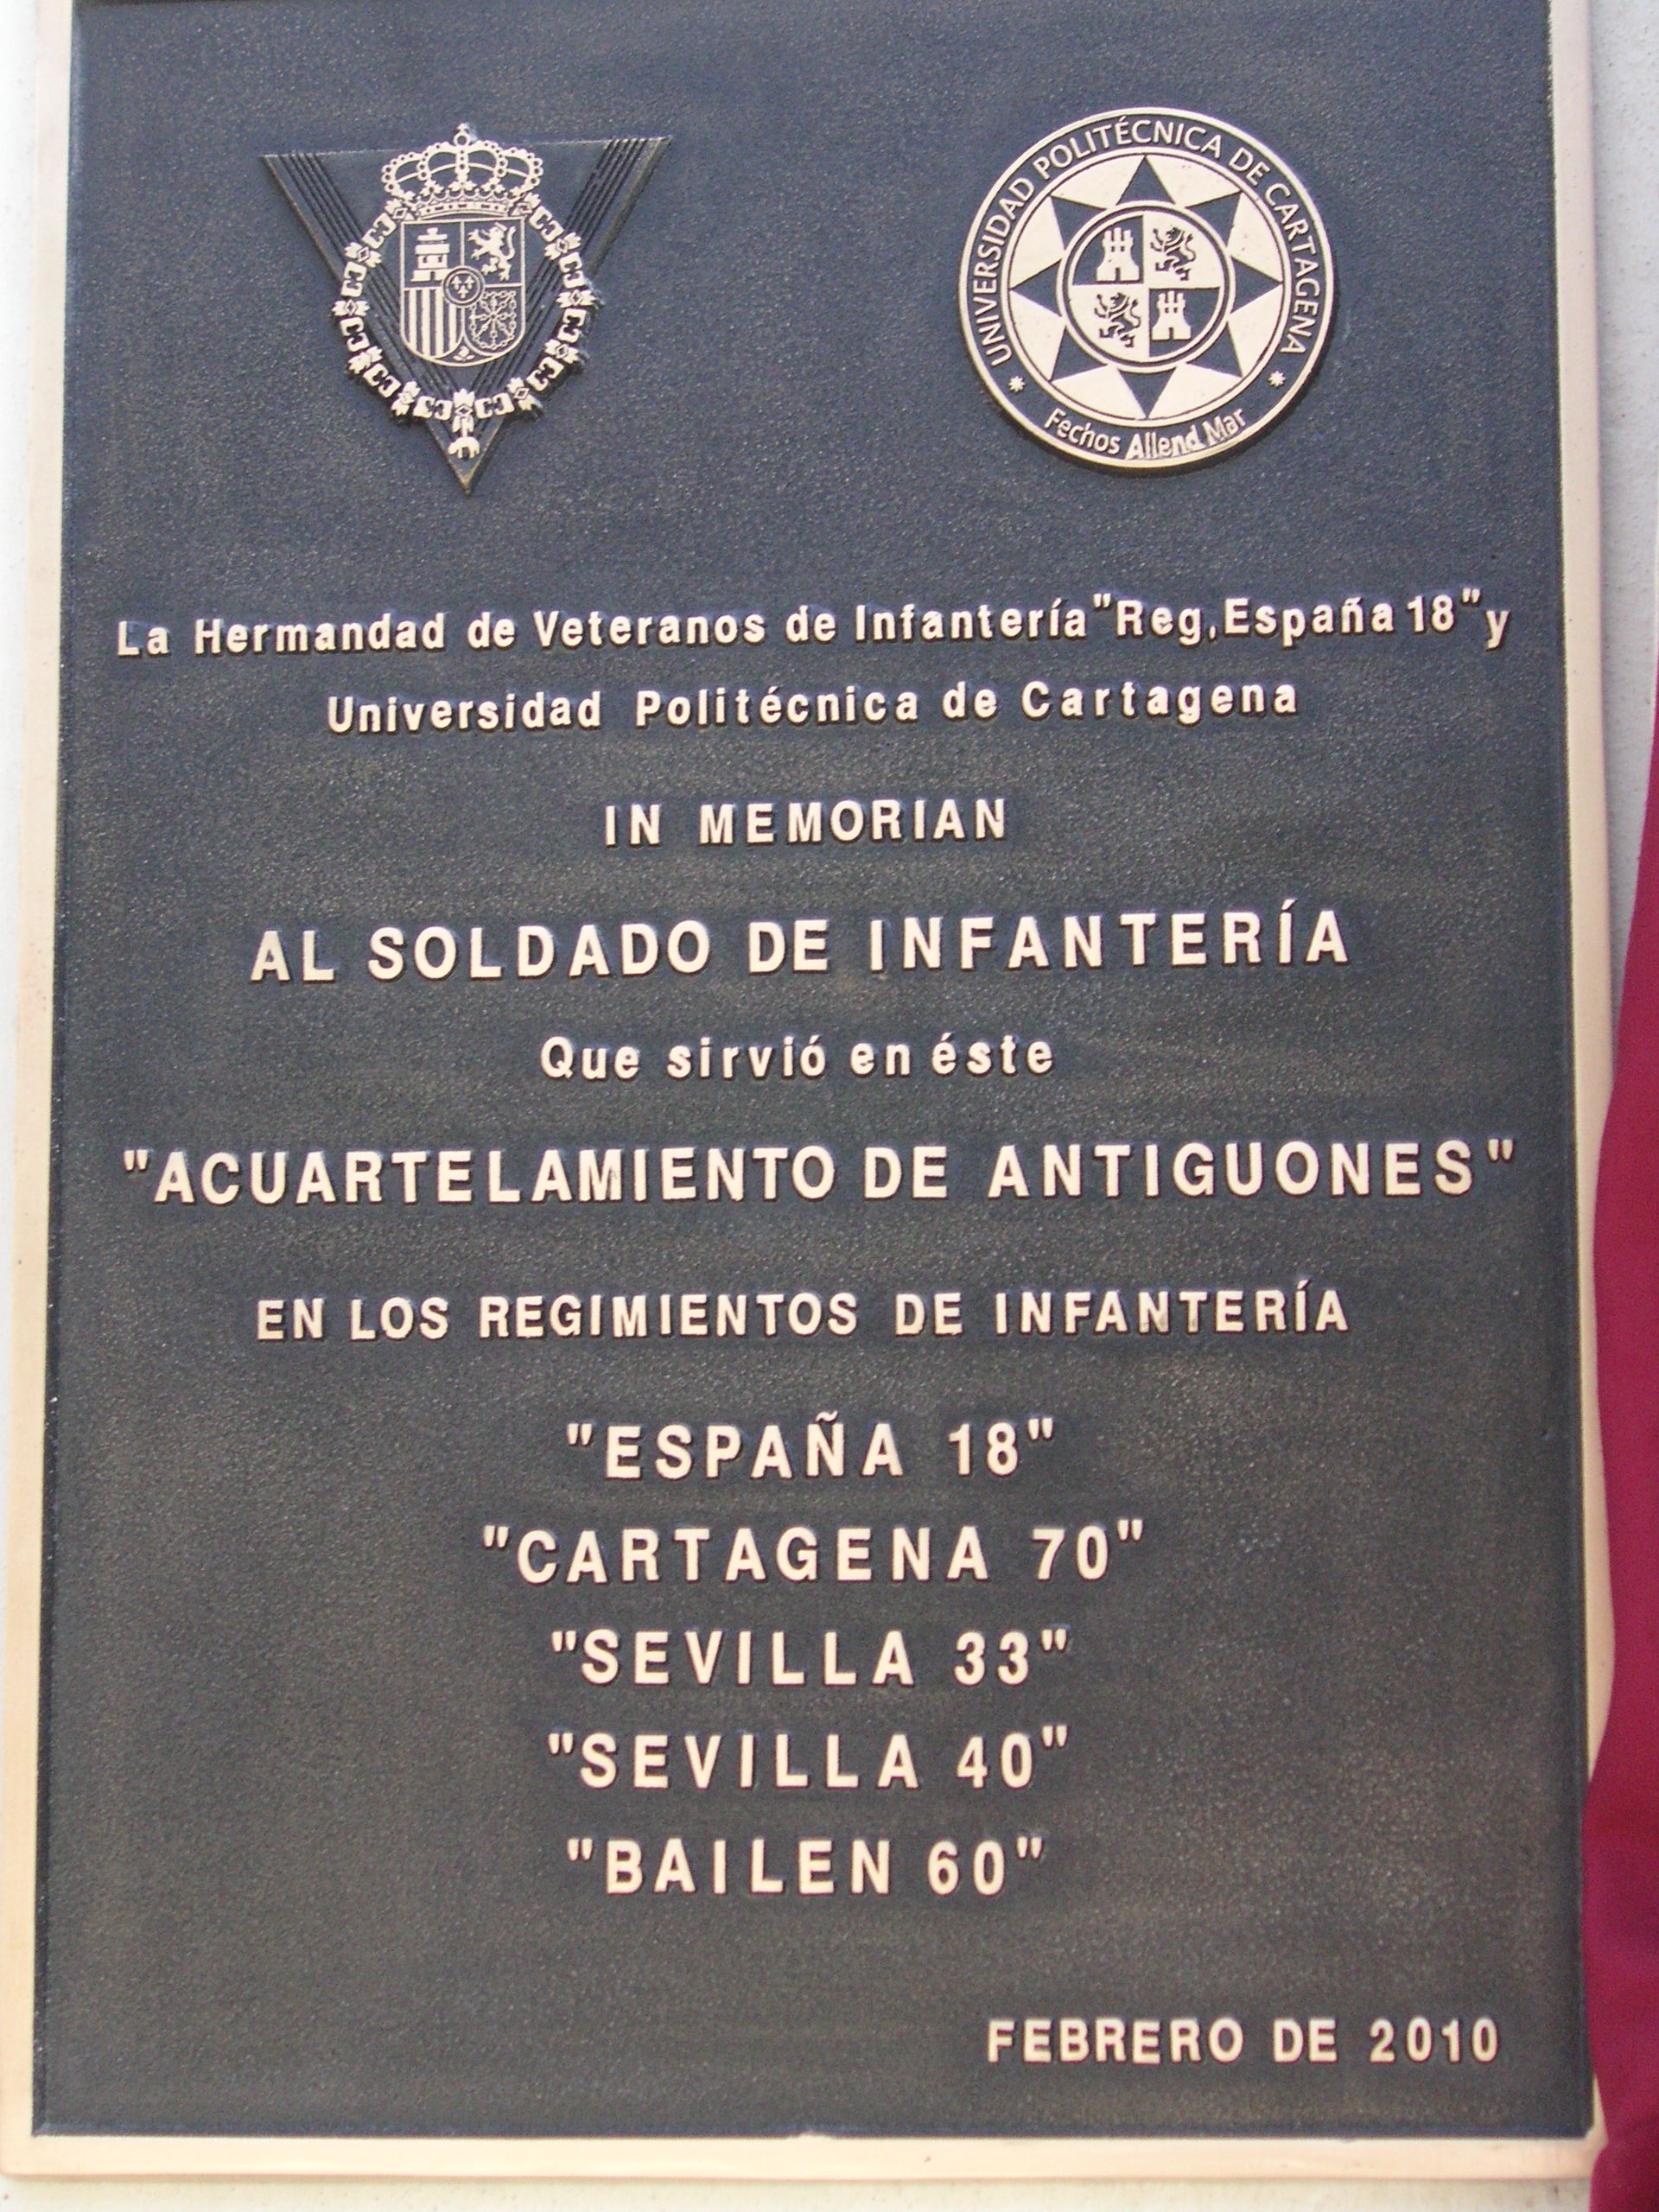 UNIVERSIDAD POLITÉCNICA DE CARTAGENA
Fechos Allend Mar
La Hermandad de Veteranos de Infantería "Reg, España 18" y
Universidad Politécnica de Cartagena
IN MEMORIAN
AL SOLDADO DE INFANTERÍA
Que sirvió en éste
"ACUARTELAMIENTO DE ANTIGUONES"
EN LOS REGIMIENTOS DE INFANTERÍA
"ESPAÑA 18"
"CARTAGENA 70"
"SEVILLA 33"
"SEVILLA 40"
"BAILEN 60"
FEBRERO DE 2010